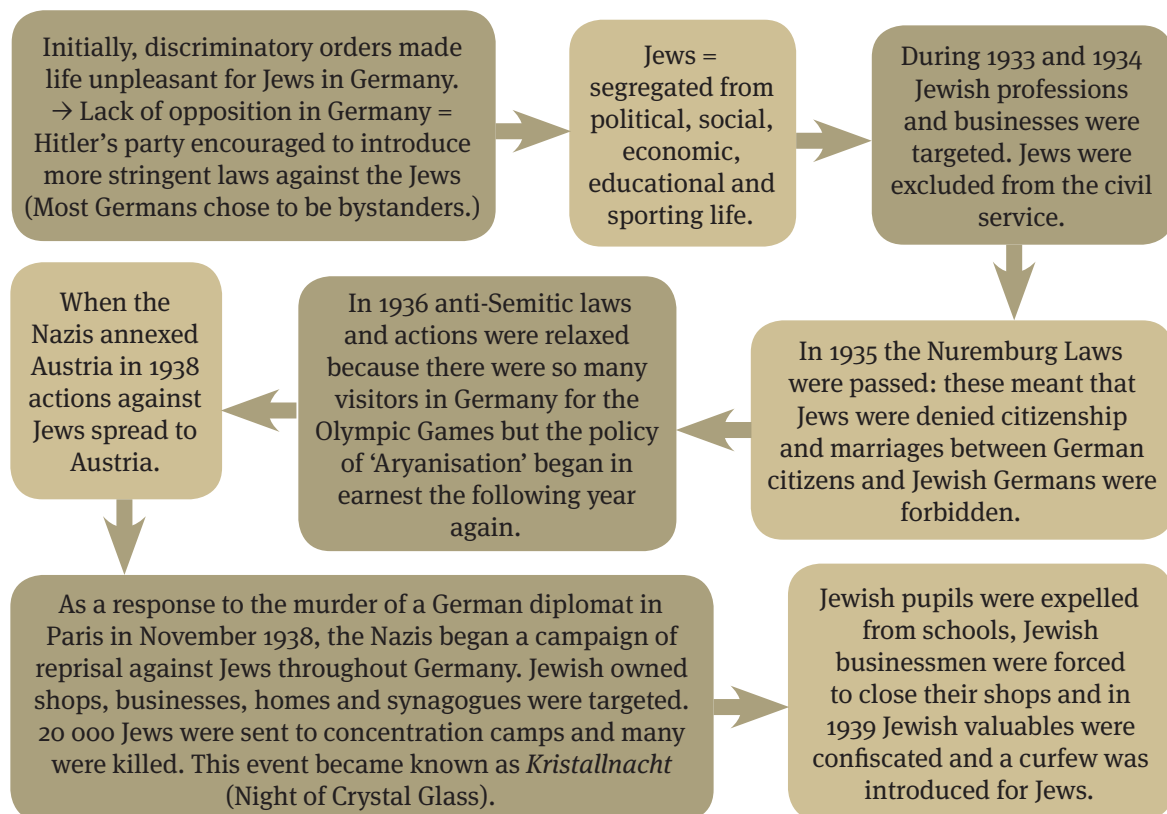 Initially, discriminatory orders made
life unpleasant for Jews in Germany.
→ Lack of opposition in Germany =
Hitler’s party encouraged to introduce
more stringent laws against the Jews
(Most Germans chose to be bystanders.)
Jews =
segregated from
political, social,
economic,
educational and
sporting life.
During 1933 and 1934
Jewish professions
and businesses were
targeted. Jews were
excluded from the civil
service.
In 1935 the Nuremburg Laws
were passed: these meant that
Jews were denied citizenship
and marriages between German
citizens and Jewish Germans were
forbidden.
In 1936 anti-Semitic laws
and actions were relaxed
because there were so many
visitors in Germany for the
Olympic Games but the policy
of ‘Aryanisation’ began in
earnest the following year
again.
When the
Nazis annexed
Austria in 1938
actions against
Jews spread to
Austria.
As a response to the murder of a German diplomat in
Paris in November 1938, the Nazis began a campaign of
reprisal against Jews throughout Germany. Jewish owned
shops, businesses, homes and synagogues were targeted.
20 000 Jews were sent to concentration camps and many
were killed. This event became known as Kristallnacht
(Night of Crystal Glass).
Jewish pupils were expelled
from schools, Jewish
businessmen were forced
to close their shops and in
1939 Jewish valuables were
confiscated and a curfew was
introduced for Jews.